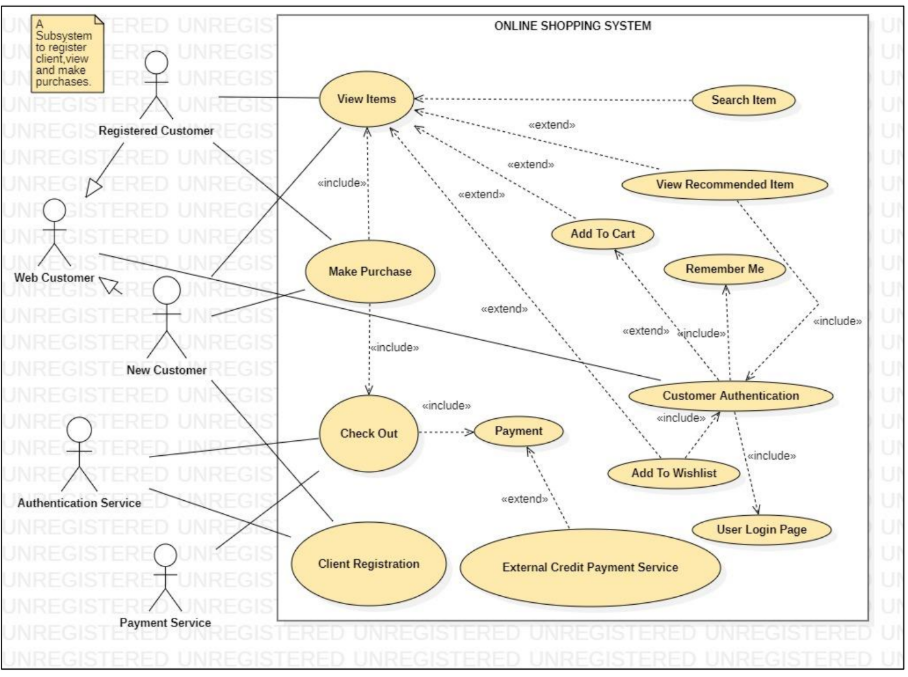 ONLINE SHOPPING SYSTEM
A
Subsystem
to register
client,view
and make
purchases.
Registered Customer
Web Customer
New Customer
Authentication Service
Payment Service
View Items
Search Item
«extend»
«extend»
«include»
«extend»
View Recommended Item
Add To Cart
Make Purchase
Remember Me
«extend»
«extend»
«include»
«include»
«include»
Customer Authentication
«include»
«include»
Check Out
Payment
«include»
Add To Wishlist
«extend»
User Login Page
Client Registration
External Credit Payment Service
UNREGISTERED